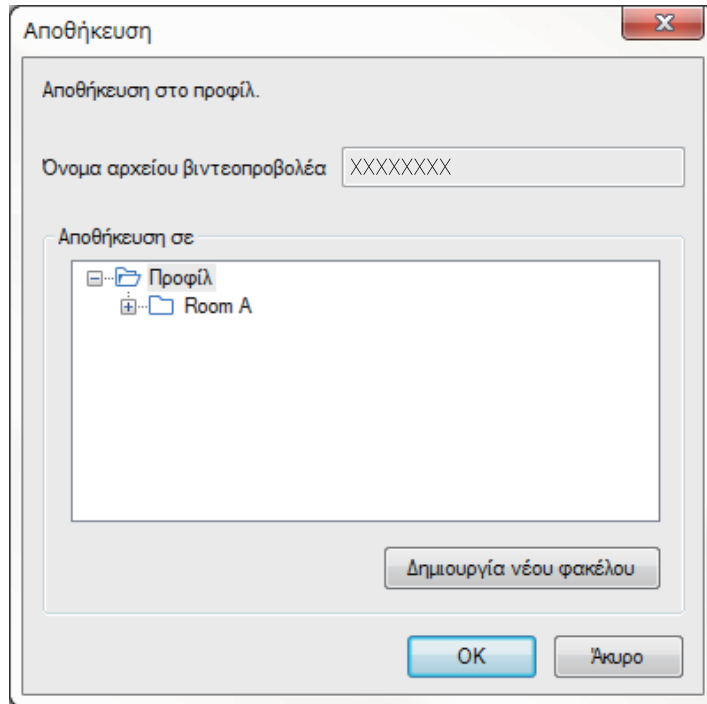 Αποθήκευση
Αποθήκευση στο προφίλ.
Όνομα αρχείου βιντεοπροβολέα XXXXXXXX
Αποθήκευση σε
Προφίλ
Room A
Δημιουργία νέου φακέλου
OK Άκυρο